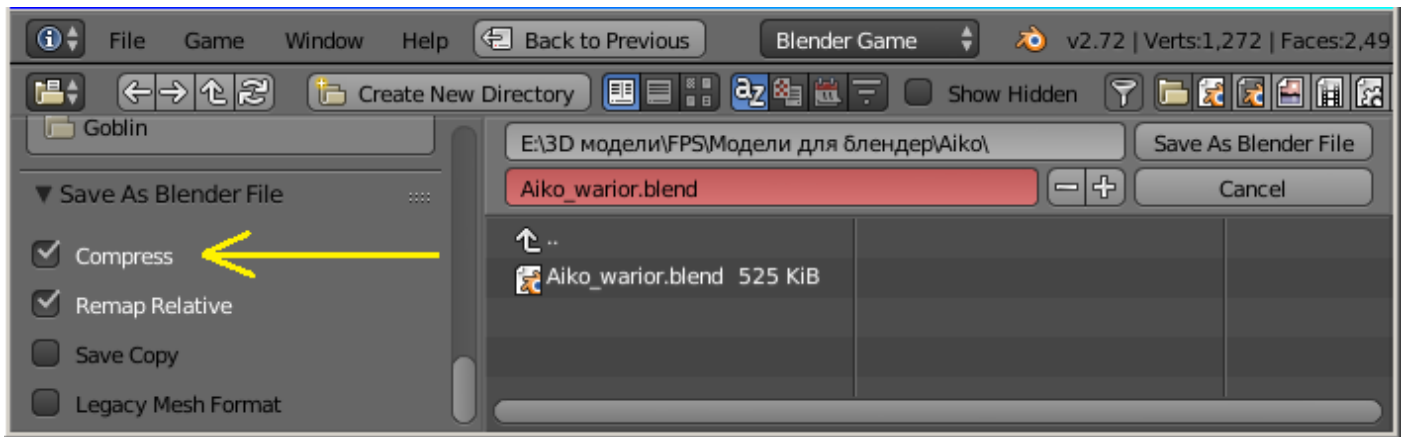 File Game Window Help Back to Previous Blender Game v2.72 | Verts:1,272 | Faces:2,49
Create New Directory az Show Hidden
Goblin
Save As Blender File
Compress
Remap Relative
Save Copy
Legacy Mesh Format
E:\3D модели\FPS\Модели для блендер\Aiko\ Save As Blender File
Aiko_warior.blend Cancel
..
Aiko_warior.blend 525 KiB